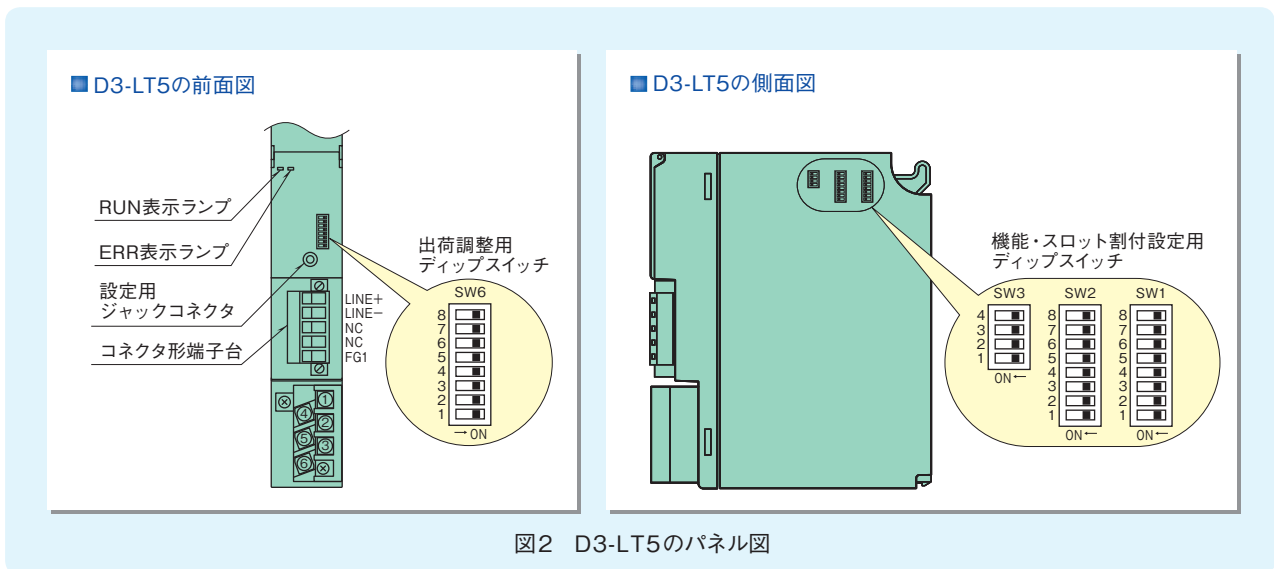 D3-LT5の前面図
RUN表示ランプ
ERR表示ランプ
設定用
ジャックコネクタ
コネクタ形端子台
LINE+
LINE−
NC
NC
FG1
①
②
③
④
⑤
⑥
出荷調整用
ディップスイッチ
SW6
8
7
6
5
4
3
2
1
→ ON
D3-LT5の側面図
機能・スロット割付設定用
ディップスイッチ
SW3
4
3
2
1
ON←
SW2
8
7
6
5
4
3
2
1
ON←
SW1
8
7
6
5
4
3
2
1
ON←
図2 D3-LT5のパネル図